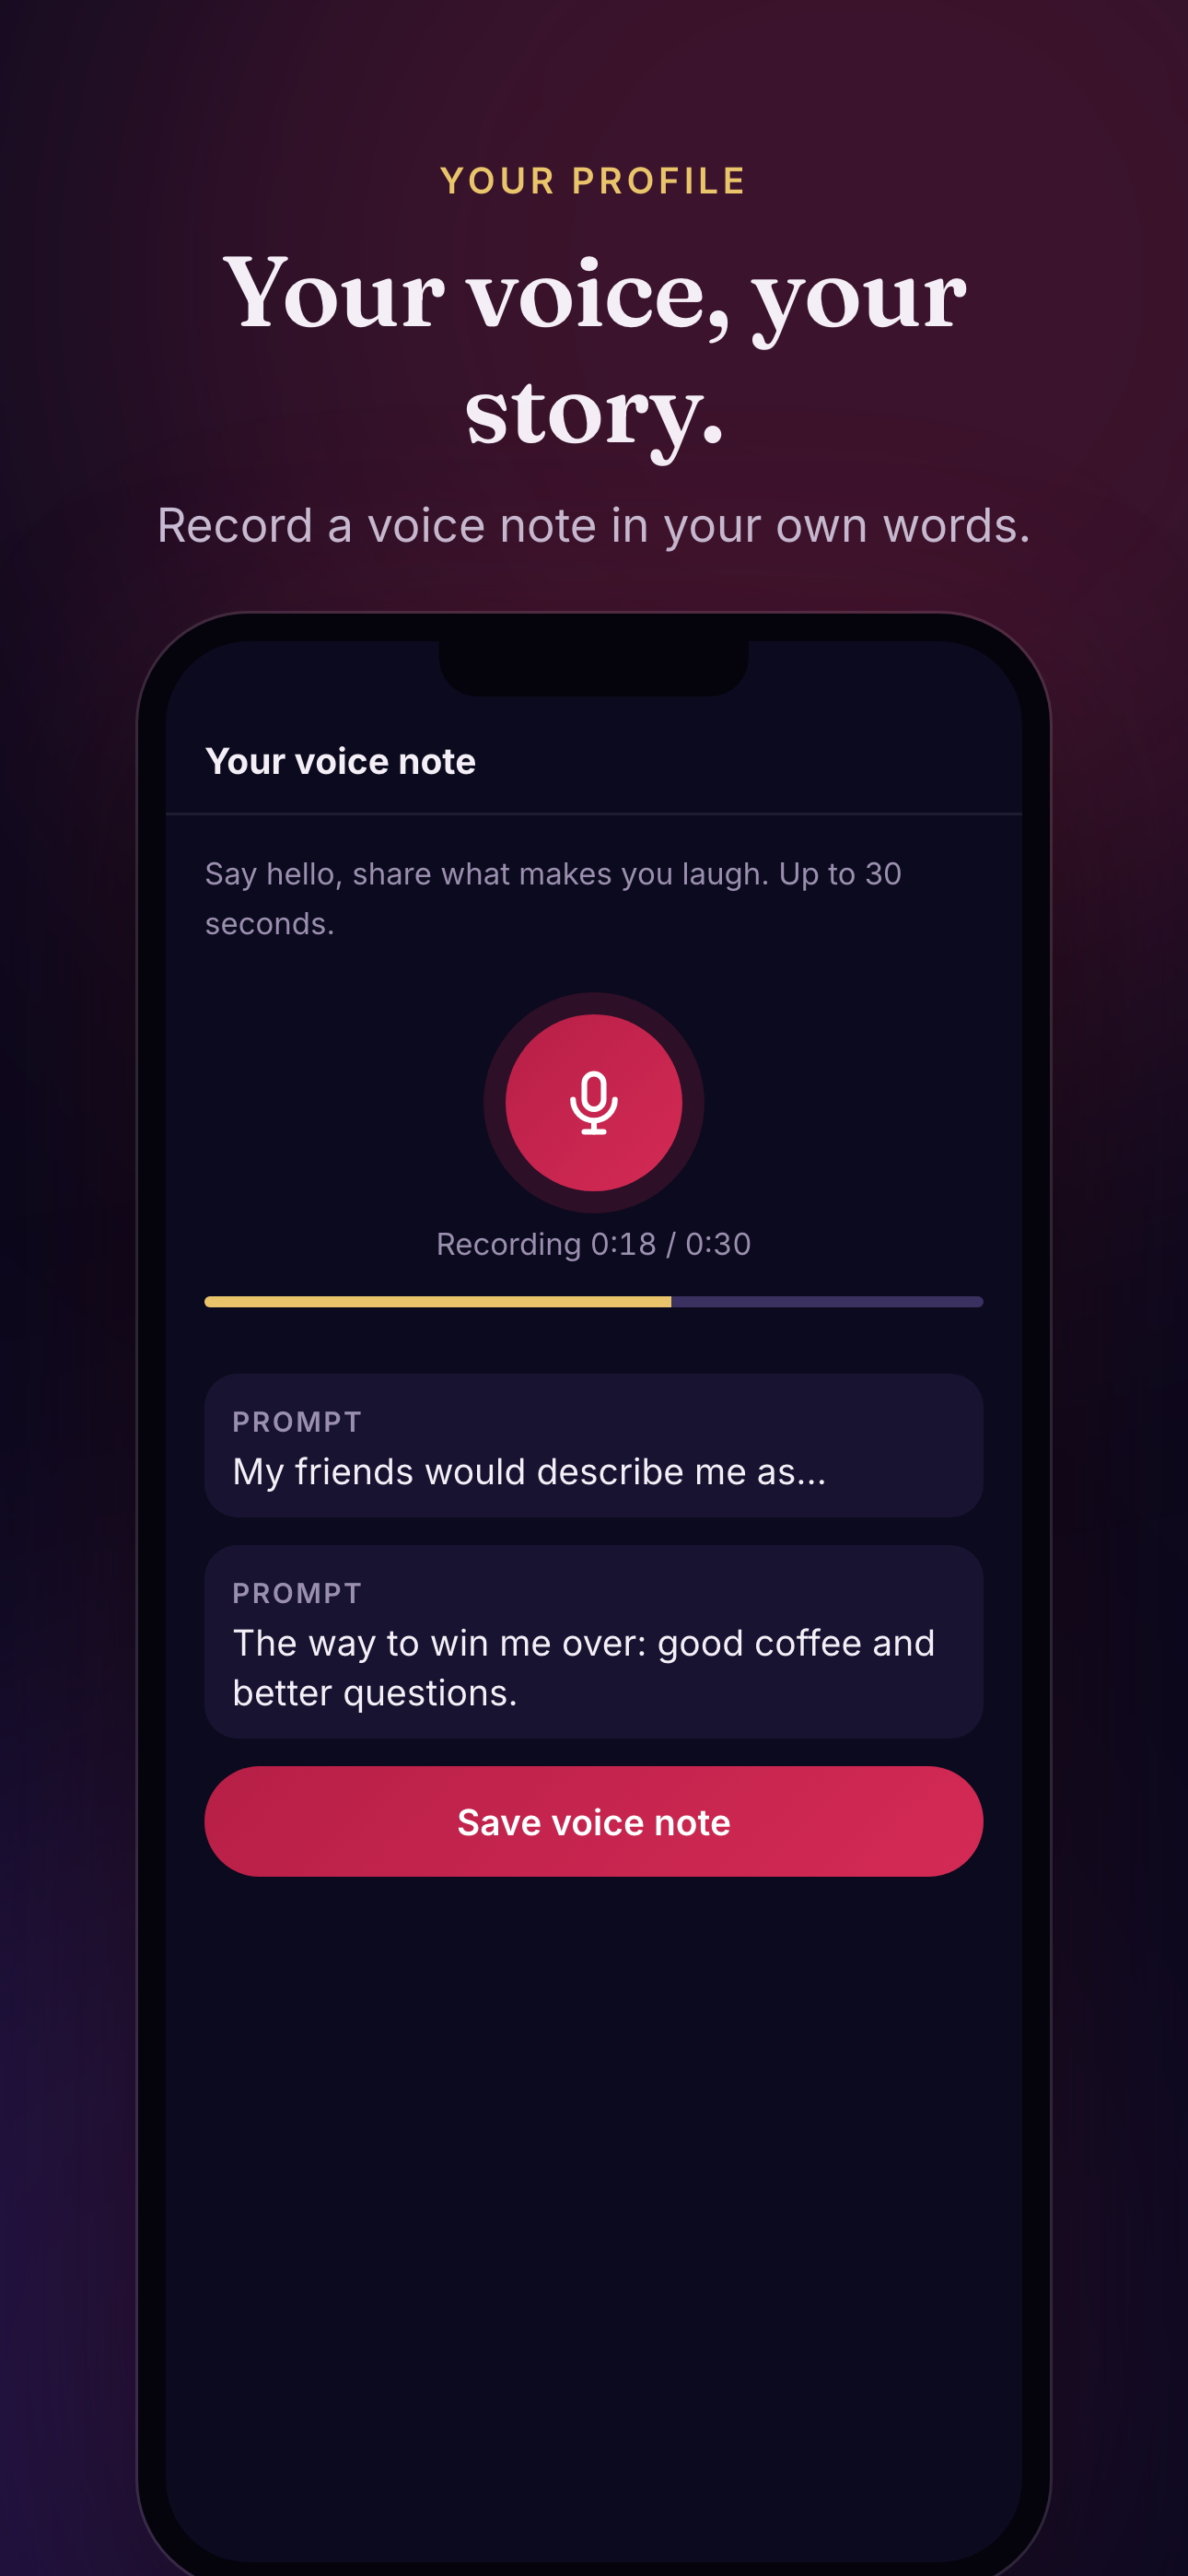 YOUR PROFILE
Your voice, your
story.
Record a voice note in your own words.
Your voice note
Say hello, share what makes you laugh. Up to 30
seconds.
Recording 0:18 / 0:30
PROMPT
My friends would describe me as...
PROMPT
The way to win me over: good coffee and
better questions.
Save voice note